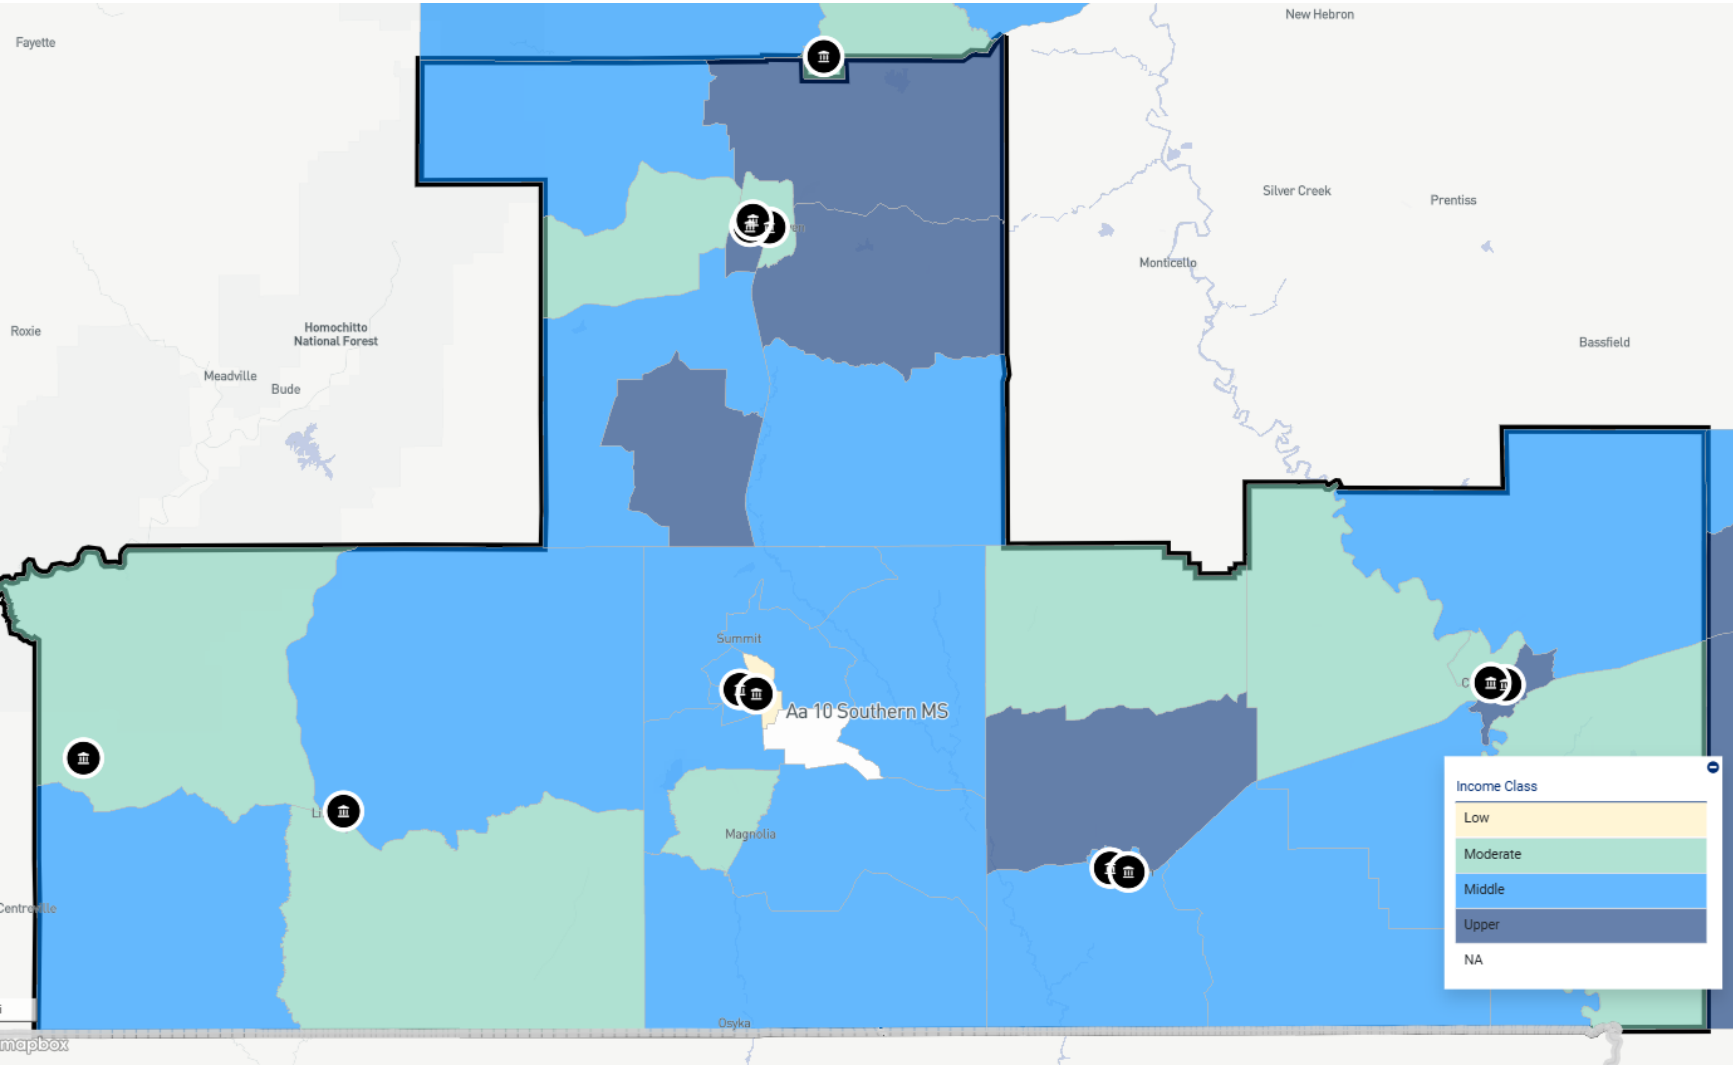 New Hebron
Fayette
Silver Creek
Prentiss
Monticello
Homochitto
National Forest
Roxie
Bassfield
Meadville
Bude
Summit
Aa 10 Southern MS
Income Class
Low
Magnolia
Moderate
Middle
Centreville
Upper
NA
Osyka
mapbox